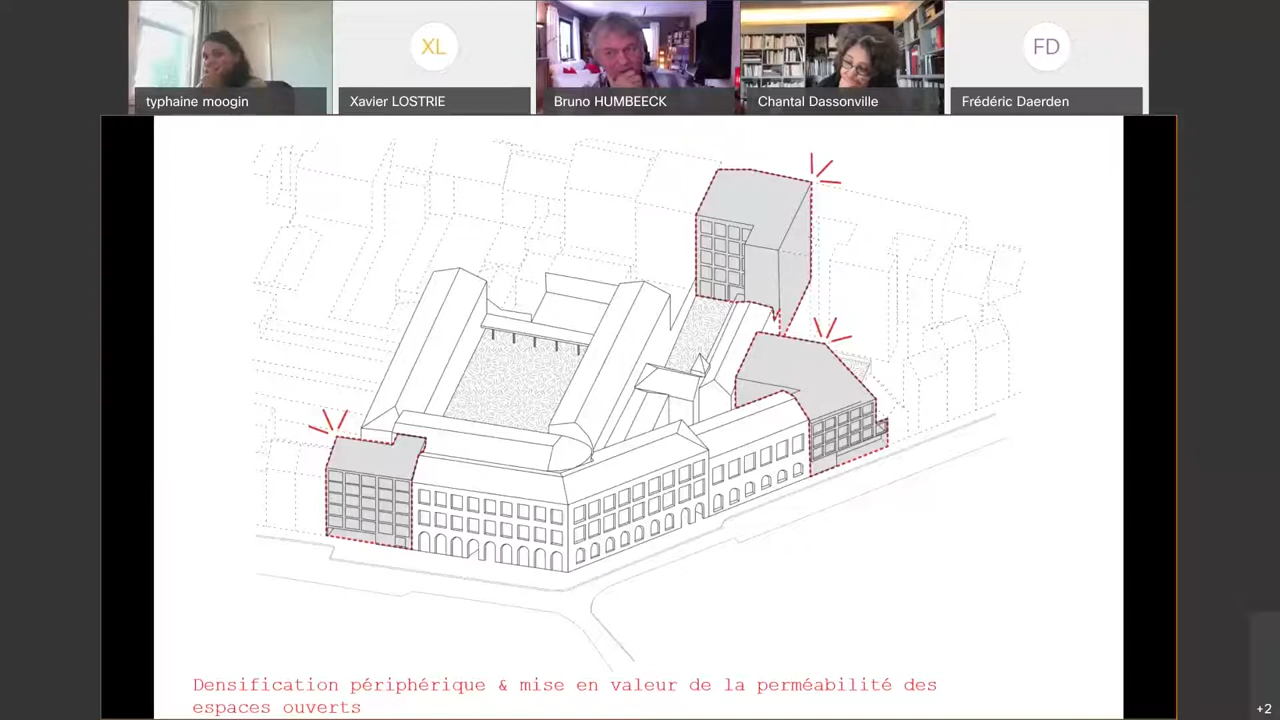 XL
FD
typhaine moogin
Xavier LOSTRIE
Bruno HUMBEECK
Chantal Dassonville
Frédéric Daerden
Densification périphérique & mise en valeur de la perméabilité des
espaces ouverts
+2